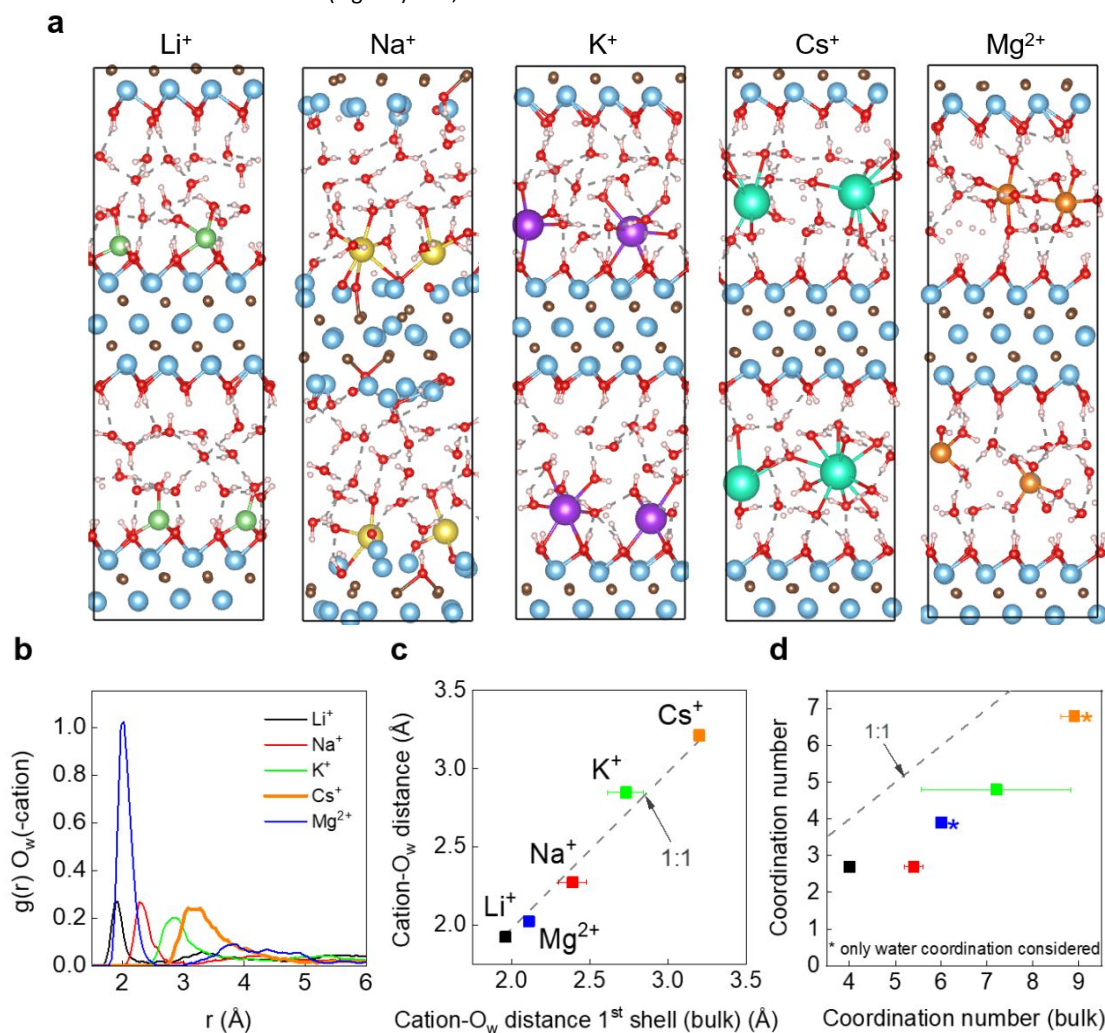 a
Li⁺ Na⁺ K⁺ Cs⁺ Mg²⁺
b
g(r) O_w(-cation)
1.0
0.8
0.6
0.4
0.2
0.0
2 3 4 5 6
r (Å)
Li⁺
Na⁺
K⁺
Cs⁺
Mg²⁺
c
Cation-O_w distance (Å)
3.5
3.0
2.5
2.0
2.0 2.5 3.0 3.5
Cation-O_w distance 1ˢᵗ shell (bulk) (Å)
Cs⁺
K⁺
1:1
Na⁺
Li⁺
Mg²⁺
d
Coordination number
7
6
5
4
3
2
1
0
4 5 6 7 8 9
Coordination number (bulk)
1:1
*
*
* only water coordination considered